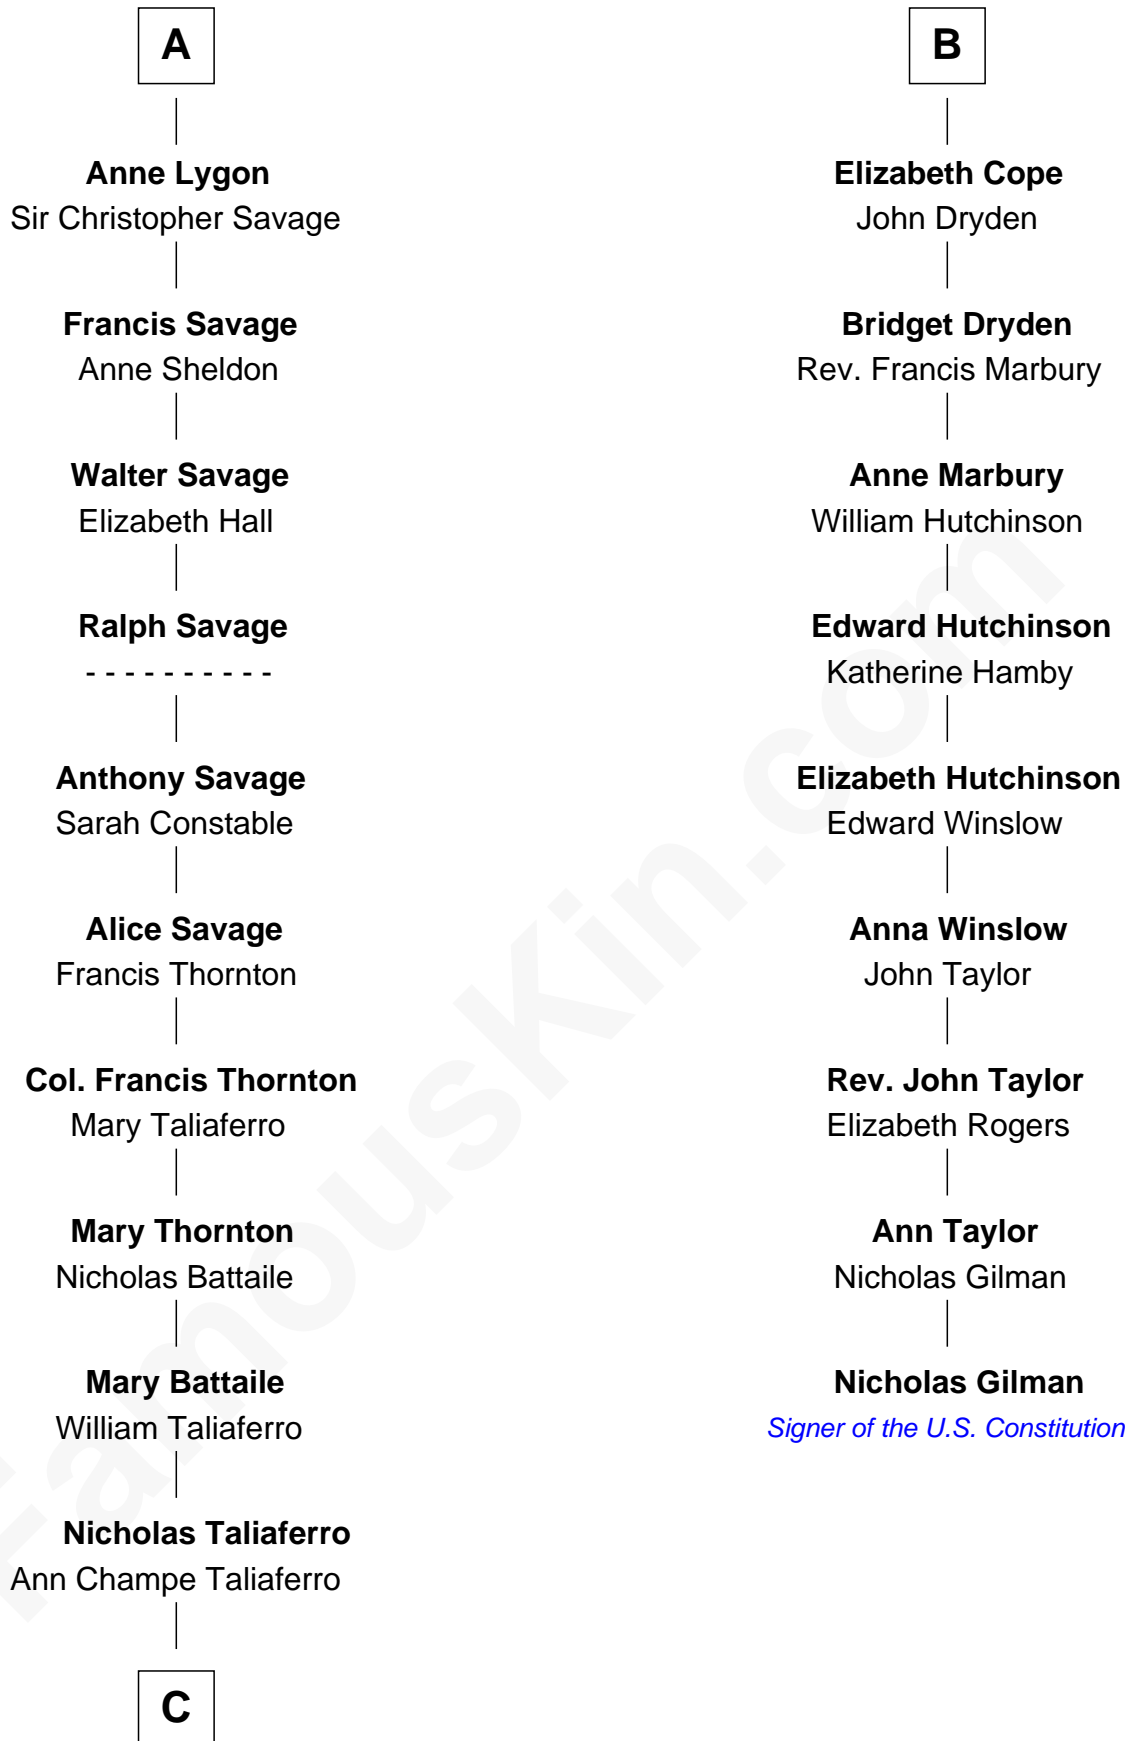 A
Anne Lygon
Sir Christopher Savage
Francis Savage
Anne Sheldon
Walter Savage
Elizabeth Hall
Ralph Savage
- - - - - - - - - -
Anthony Savage
Sarah Constable
Alice Savage
Francis Thornton
Col. Francis Thornton
Mary Taliaferro
Mary Thornton
Nicholas Battaile
Mary Battaile
William Taliaferro
Nicholas Taliaferro
Ann Champe Taliaferro
C
B
Elizabeth Cope
John Dryden
Bridget Dryden
Rev. Francis Marbury
Anne Marbury
William Hutchinson
Edward Hutchinson
Katherine Hamby
Elizabeth Hutchinson
Edward Winslow
Anna Winslow
John Taylor
Rev. John Taylor
Elizabeth Rogers
Ann Taylor
Nicholas Gilman
Nicholas Gilman
Signer of the U.S. Constitution
FamousKin.com